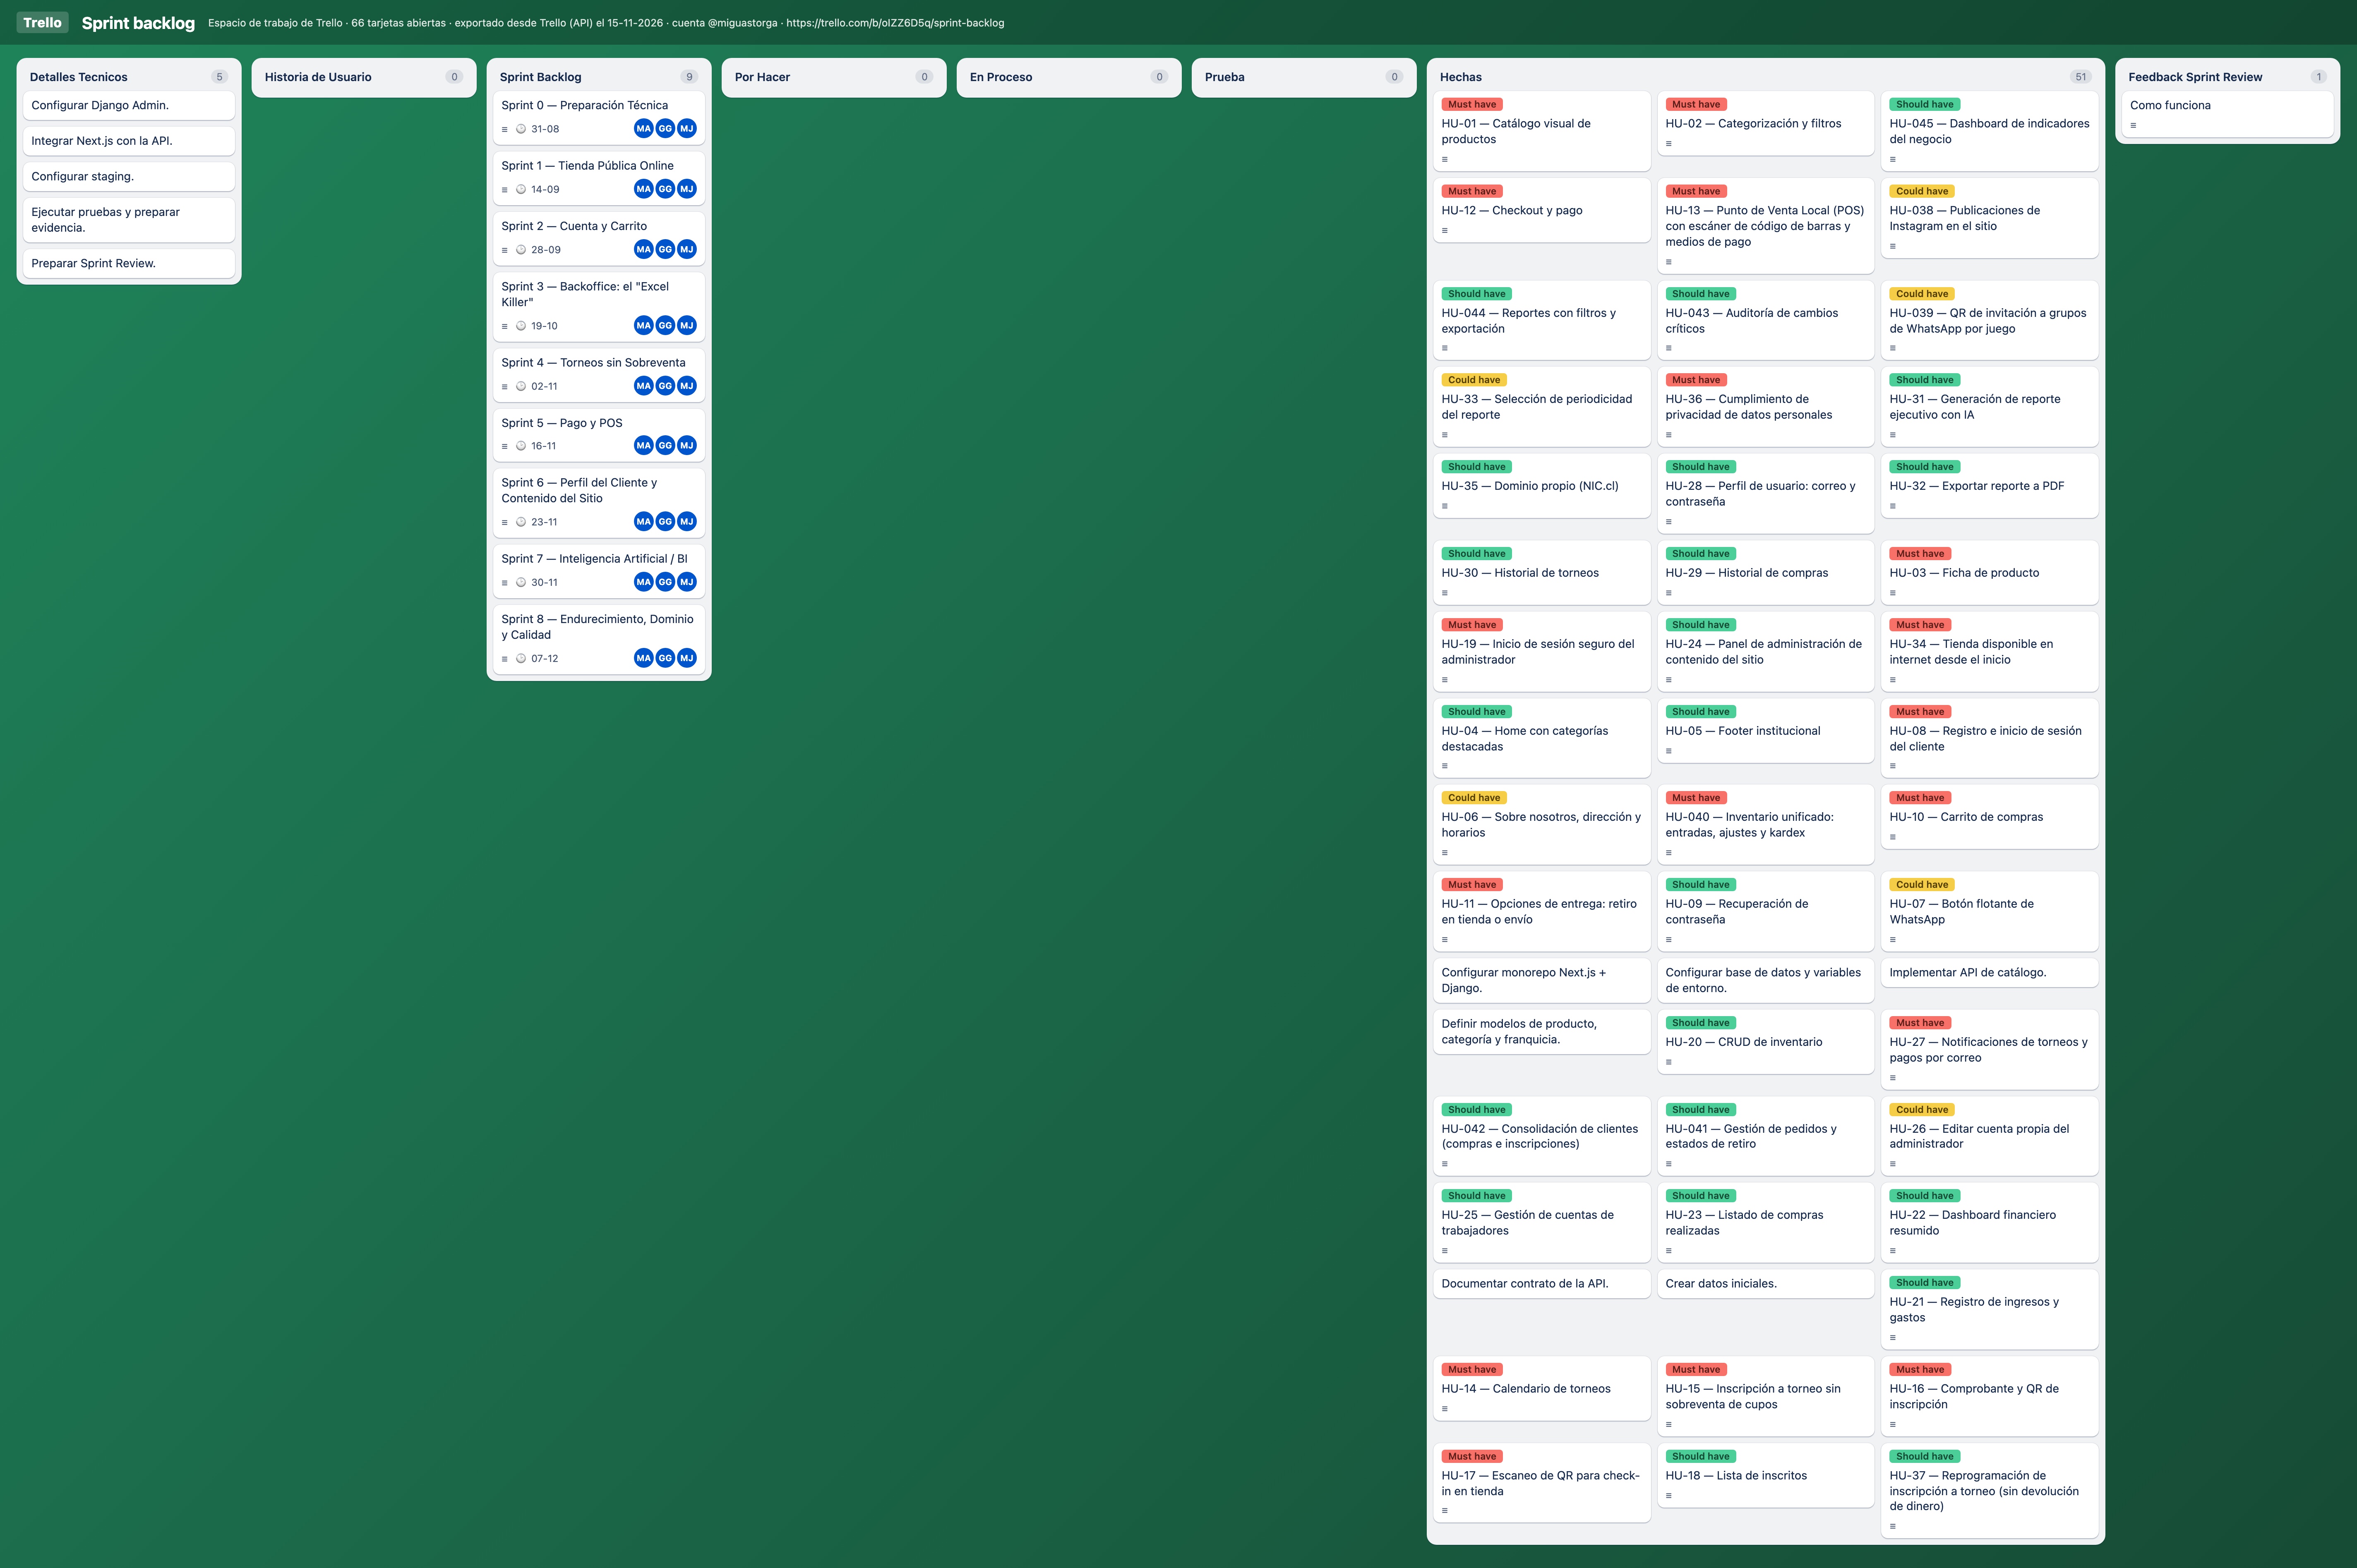 Trello
Sprint backlog
Espacio de trabajo de Trello · 66 tarjetas abiertas · exportado desde Trello (API) el 15-11-2026 · cuenta @miguastorga · https://trello.com/b/oIZZ6D5q/sprint-backlog
Detalles Tecnicos 5
Configurar Django Admin.
Integrar Next.js con la API.
Configurar staging.
Ejecutar pruebas y preparar
evidencia.
Preparar Sprint Review.
Historia de Usuario 0
Sprint Backlog 9
Sprint 0 — Preparación Técnica
31-08 MA GG MJ
Sprint 1 — Tienda Pública Online
14-09 MA GG MJ
Sprint 2 — Cuenta y Carrito
28-09 MA GG MJ
Sprint 3 — Backoffice: el "Excel
Killer"
19-10 MA GG MJ
Sprint 4 — Torneos sin Sobreventa
02-11 MA GG MJ
Sprint 5 — Pago y POS
16-11 MA GG MJ
Sprint 6 — Perfil del Cliente y
Contenido del Sitio
23-11 MA GG MJ
Sprint 7 — Inteligencia Artificial / BI
30-11 MA GG MJ
Sprint 8 — Endurecimiento, Dominio
y Calidad
07-12 MA GG MJ
Por Hacer 0
En Proceso 0
Prueba 0
Hechas 51
Must have
HU-01 — Catálogo visual de
productos
Must have
HU-02 — Categorización y filtros
Should have
HU-045 — Dashboard de indicadores
del negocio
Must have
HU-12 — Checkout y pago
Must have
HU-13 — Punto de Venta Local (POS)
con escáner de código de barras y
medios de pago
Could have
HU-038 — Publicaciones de
Instagram en el sitio
Should have
HU-044 — Reportes con filtros y
exportación
Should have
HU-043 — Auditoría de cambios
críticos
Could have
HU-039 — QR de invitación a grupos
de WhatsApp por juego
Could have
HU-33 — Selección de periodicidad
del reporte
Must have
HU-36 — Cumplimiento de
privacidad de datos personales
Should have
HU-31 — Generación de reporte
ejecutivo con IA
Should have
HU-35 — Dominio propio (NIC.cl)
Should have
HU-28 — Perfil de usuario: correo y
contraseña
Should have
HU-32 — Exportar reporte a PDF
Should have
HU-30 — Historial de torneos
Should have
HU-29 — Historial de compras
Must have
HU-03 — Ficha de producto
Must have
HU-19 — Inicio de sesión seguro del
administrador
Should have
HU-24 — Panel de administración de
contenido del sitio
Must have
HU-34 — Tienda disponible en
internet desde el inicio
Should have
HU-04 — Home con categorías
destacadas
Should have
HU-05 — Footer institucional
Must have
HU-08 — Registro e inicio de sesión
del cliente
Could have
HU-06 — Sobre nosotros, dirección y
horarios
Must have
HU-040 — Inventario unificado:
entradas, ajustes y kardex
Must have
HU-10 — Carrito de compras
Must have
HU-11 — Opciones de entrega: retiro
en tienda o envío
Should have
HU-09 — Recuperación de
contraseña
Could have
HU-07 — Botón flotante de
WhatsApp
Configurar monorepo Next.js +
Django.
Configurar base de datos y variables
de entorno.
Implementar API de catálogo.
Definir modelos de producto,
categoría y franquicia.
Should have
HU-20 — CRUD de inventario
Must have
HU-27 — Notificaciones de torneos y
pagos por correo
Should have
HU-042 — Consolidación de clientes
(compras e inscripciones)
Should have
HU-041 — Gestión de pedidos y
estados de retiro
Could have
HU-26 — Editar cuenta propia del
administrador
Should have
HU-25 — Gestión de cuentas de
trabajadores
Should have
HU-23 — Listado de compras
realizadas
Should have
HU-22 — Dashboard financiero
resumido
Documentar contrato de la API.
Crear datos iniciales.
Should have
HU-21 — Registro de ingresos y
gastos
Must have
HU-14 — Calendario de torneos
Must have
HU-15 — Inscripción a torneo sin
sobreventa de cupos
Must have
HU-16 — Comprobante y QR de
inscripción
Must have
HU-17 — Escaneo de QR para check-
in en tienda
Should have
HU-18 — Lista de inscritos
Should have
HU-37 — Reprogramación de
inscripción a torneo (sin devolución
de dinero)
Feedback Sprint Review 1
Como funciona